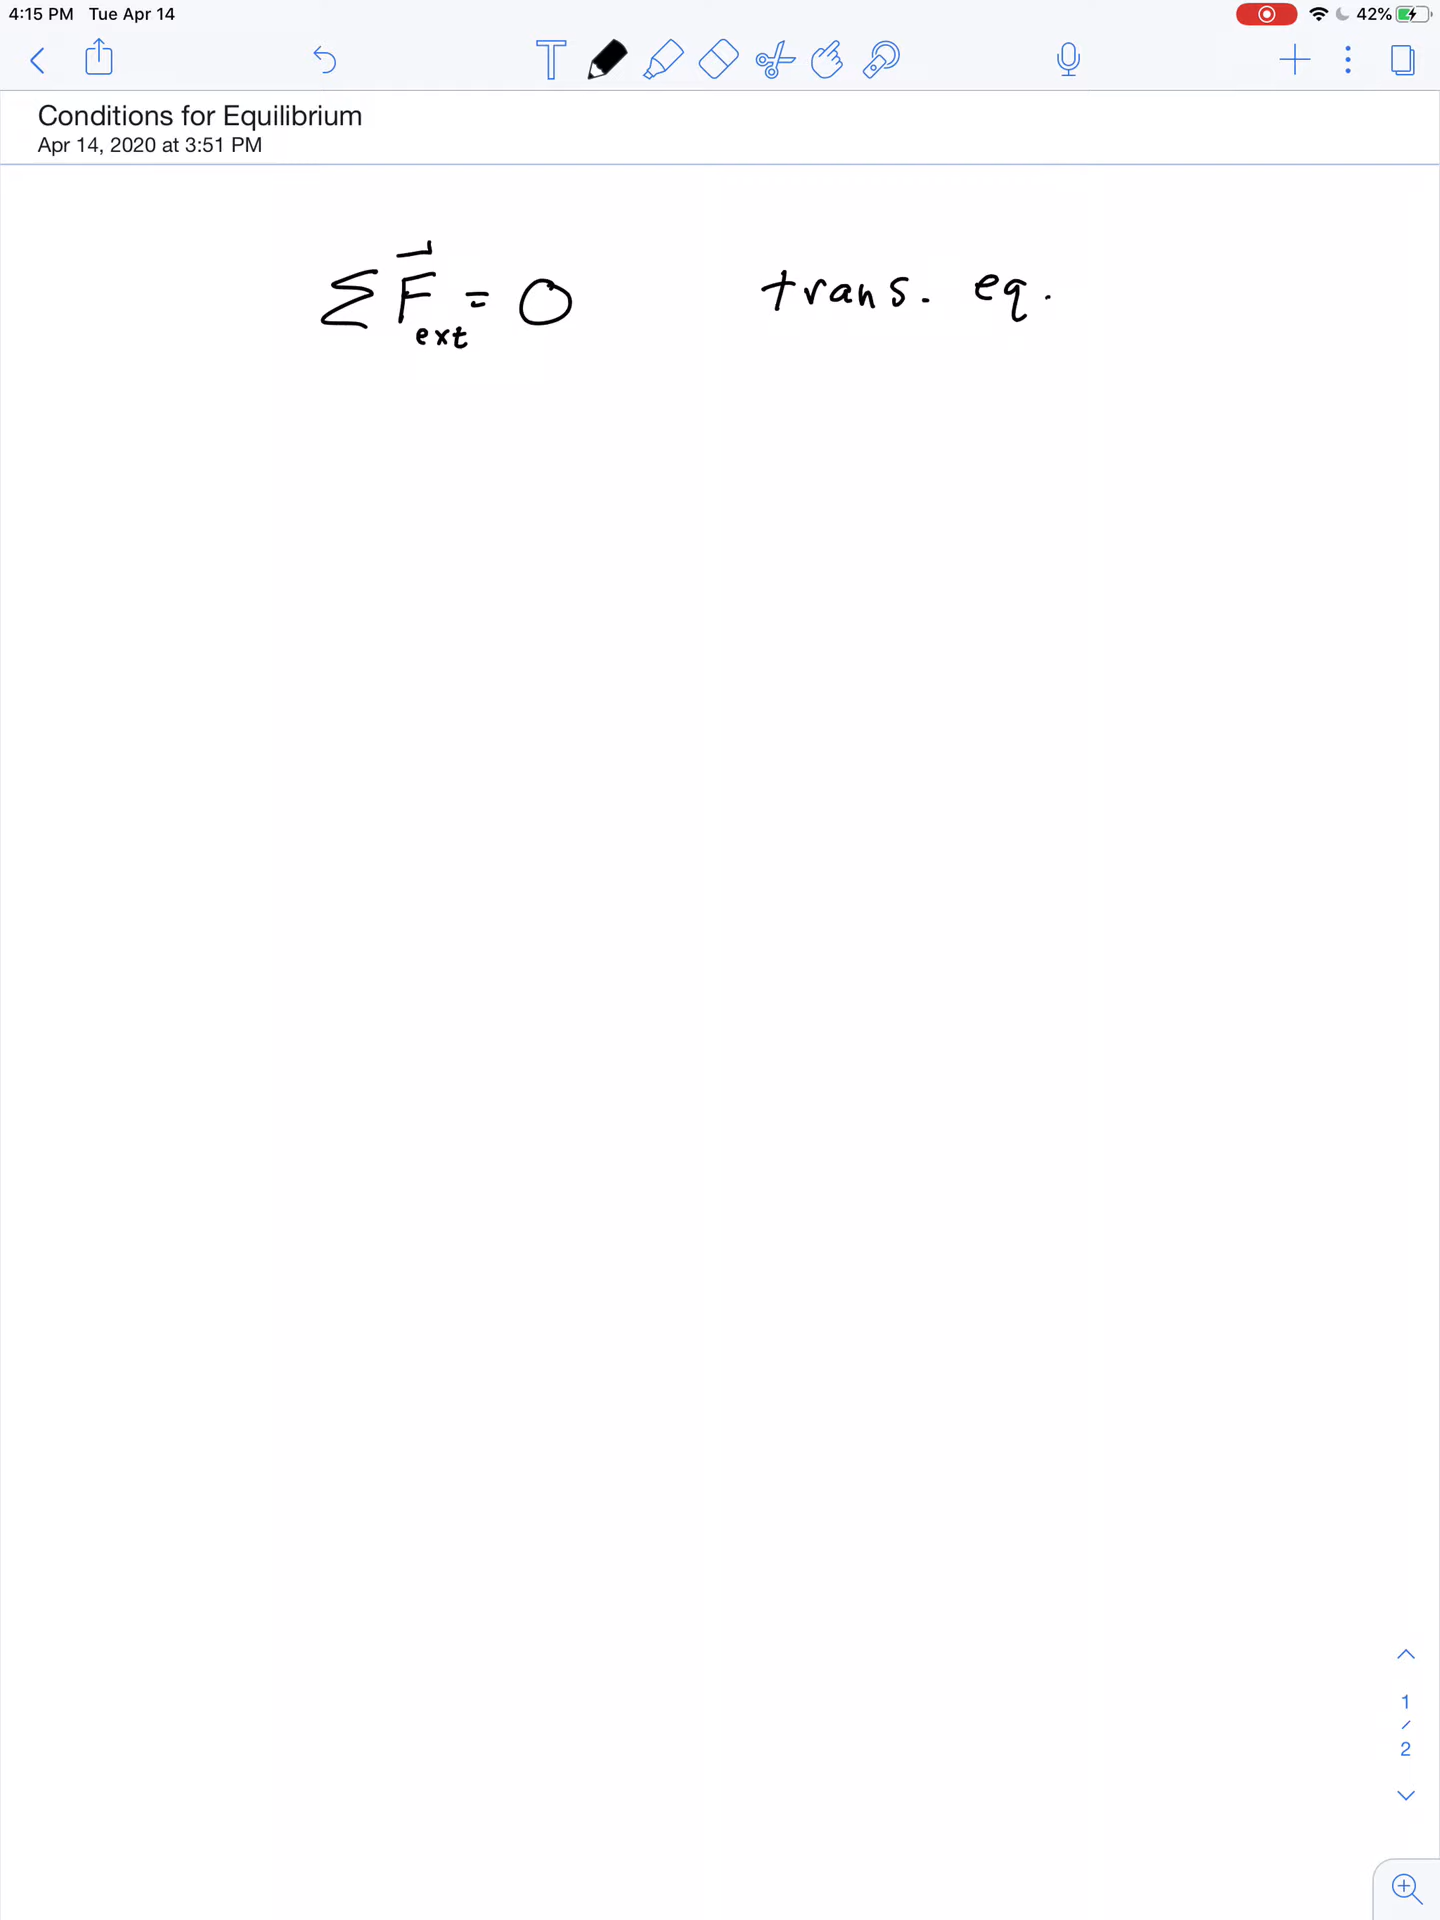 4:15 PM Tue Apr 14 42%
T
Conditions for Equilibrium
Apr 14, 2020 at 3:51 PM
∑F⃗ext = 0 trans. eq.
1
/
2